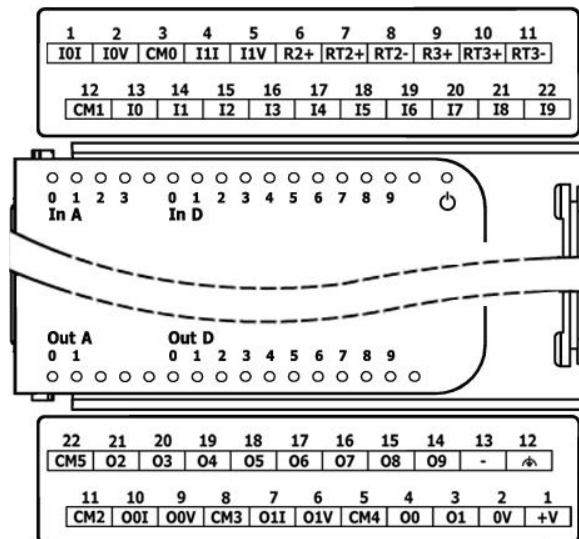 1 2 3 4 5 6 7 8 9 10 11
I0I I0V CM0 I1I I1V R2+ RT2+ RT2- R3+ RT3+ RT3-
12 13 14 15 16 17 18 19 20 21 22
CM1 I0 I1 I2 I3 I4 I5 I6 I7 I8 I9
0 1 2 3 0 1 2 3 4 5 6 7 8 9
In A In D
Out A Out D
0 1 0 1 2 3 4 5 6 7 8 9
22 21 20 19 18 17 16 15 14 13 12
CM5 O2 O3 O4 O5 O6 O7 O8 O9 -
11 10 9 8 7 6 5 4 3 2 1
CM2 O0I O0V CM3 O1I O1V CM4 O0 O1 0V +V